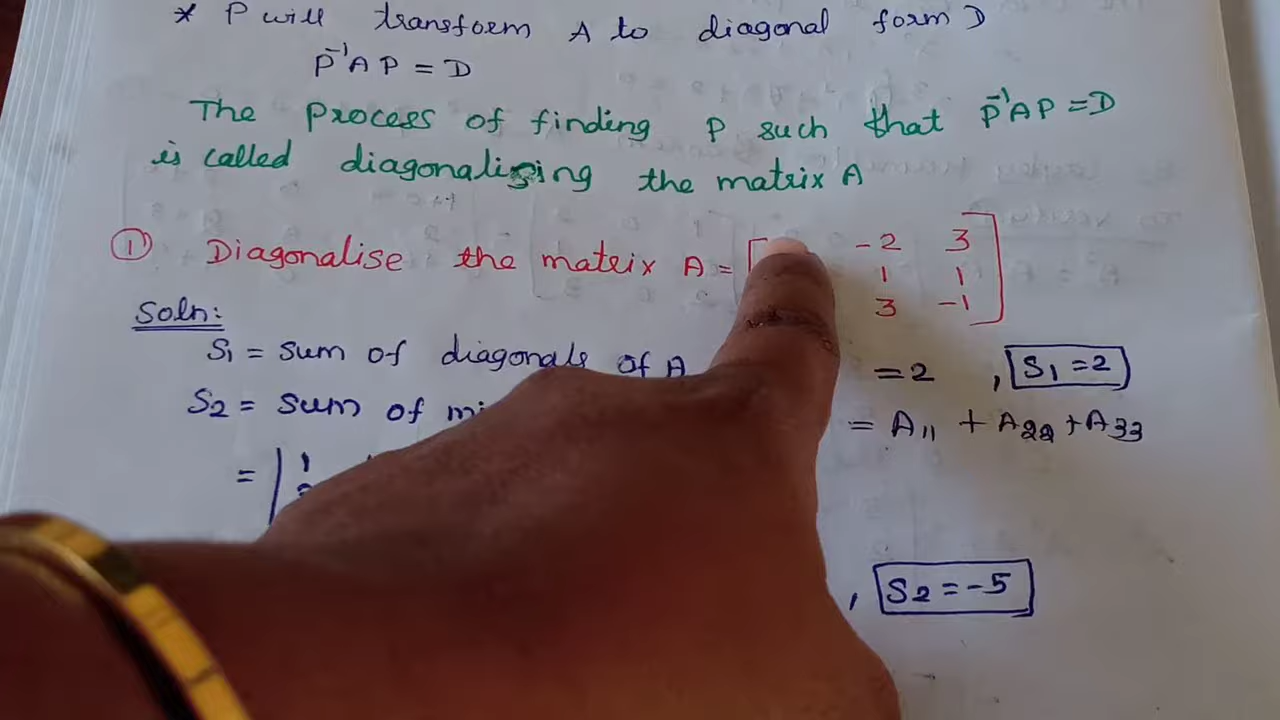 * P will transform A to diagonal form D
P⁻¹AP = D
The process of finding P such that P⁻¹AP = D
is called diagonalising the matrix A
① Diagonalise the matrix A = [ -2 3
1 1
3 -1 ]
Soln:
S₁ = Sum of diagonals of A = 2 , S₁ = 2
S₂ = Sum of = A₁₁ + A₂₂ + A₃₃
= | 1
, S₂ = -5